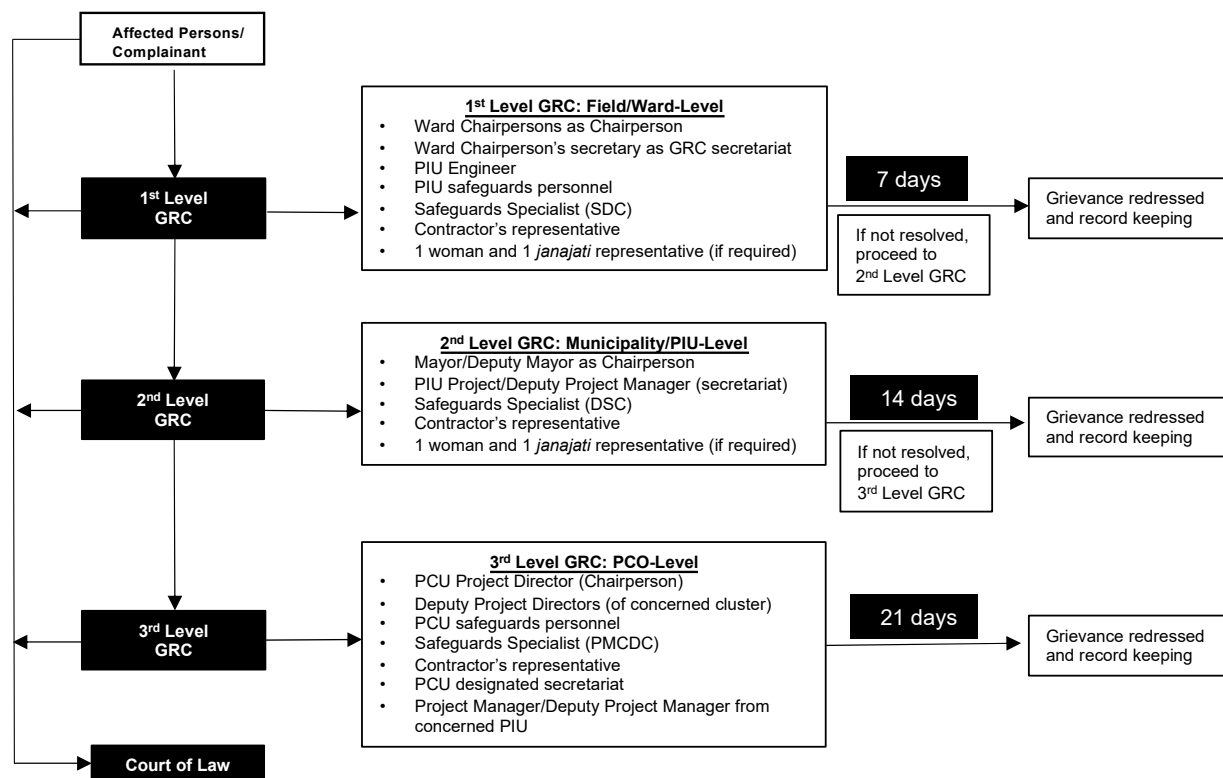 Affected Persons/
Complainant
1st Level
GRC
1st Level GRC: Field/Ward-Level
• Ward Chairpersons as Chairperson
• Ward Chairperson’s secretary as GRC secretariat
• PIU Engineer
• PIU safeguards personnel
• Safeguards Specialist (SDC)
• Contractor’s representative
• 1 woman and 1 janajati representative (if required)
7 days
If not resolved,
proceed to
2nd Level GRC
Grievance redressed
and record keeping
2nd Level
GRC
2nd Level GRC: Municipality/PIU-Level
• Mayor/Deputy Mayor as Chairperson
• PIU Project/Deputy Project Manager (secretariat)
• Safeguards Specialist (DSC)
• Contractor’s representative
• 1 woman and 1 janajati representative (if required)
14 days
If not resolved,
proceed to
3rd Level GRC
Grievance redressed
and record keeping
3rd Level
GRC
3rd Level GRC: PCO-Level
• PCU Project Director (Chairperson)
• Deputy Project Directors (of concerned cluster)
• PCU safeguards personnel
• Safeguards Specialist (PMCDC)
• Contractor’s representative
• PCU designated secretariat
• Project Manager/Deputy Project Manager from
concerned PIU
21 days
Grievance redressed
and record keeping
Court of Law